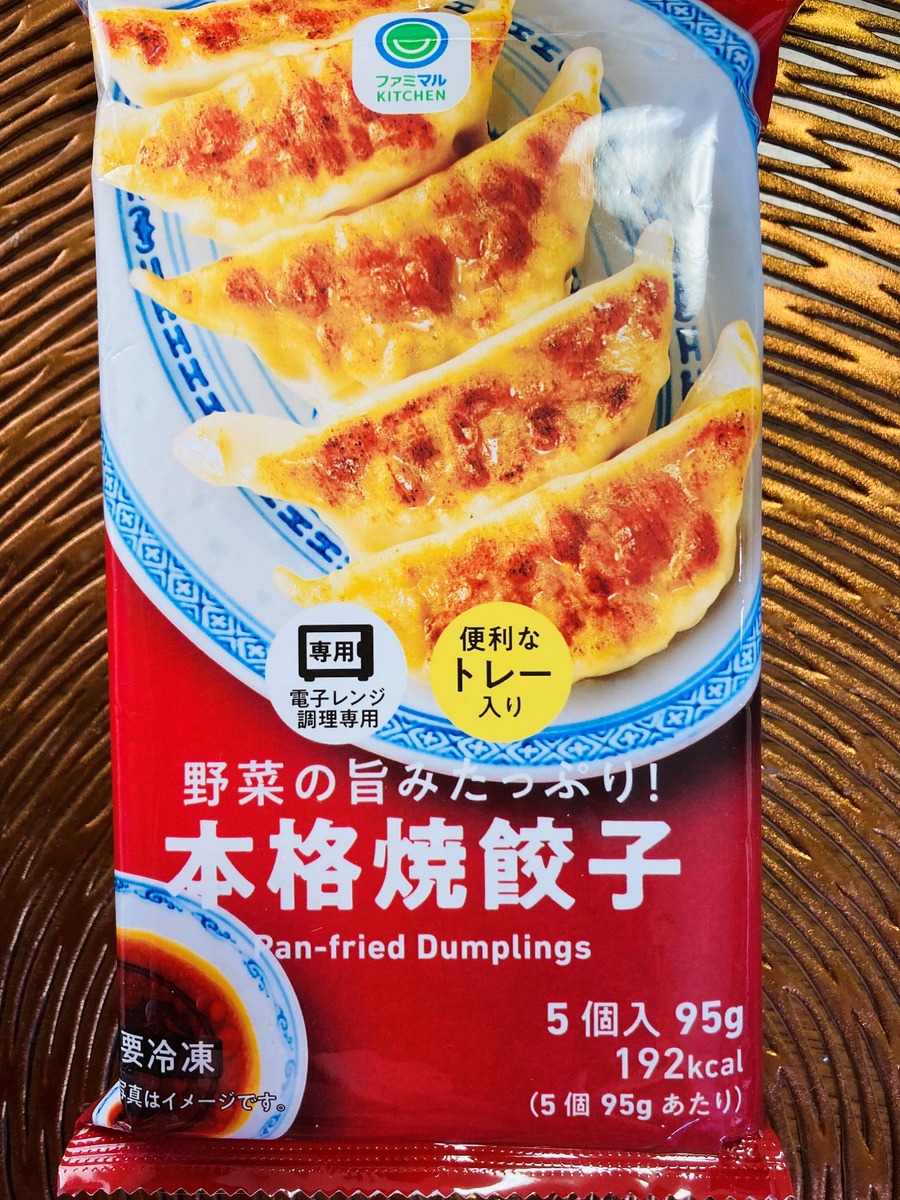 ファミマル
KITCHEN
専用
電子レンジ
調理専用
便利な
トレー
入り
野菜の旨みたっぷり!
本格焼餃子
Pan-fried Dumplings
5個入 95g
192kcal
(5個 95gあたり)
要冷凍
写真はイメージです。